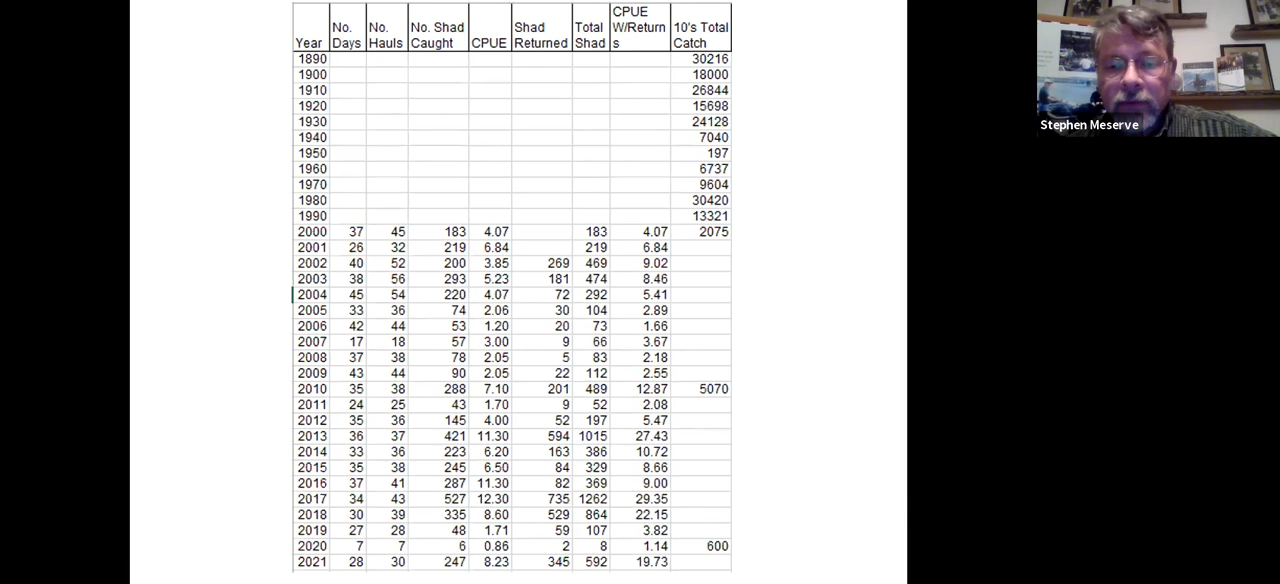 Year No. Days No. Hauls No. Shad Caught CPUE Shad Returned Total Shad CPUE W/Returns 10's Total Catch
1890 30216
1900 18000
1910 26844
1920 15698
1930 24128
1940 7040
1950 197
1960 6737
1970 9604
1980 30420
1990 13321
2000 37 45 183 4.07 183 4.07 2075
2001 26 32 219 6.84 219 6.84
2002 40 52 200 3.85 269 469 9.02
2003 38 56 293 5.23 181 474 8.46
2004 45 54 220 4.07 72 292 5.41
2005 33 36 74 2.06 30 104 2.89
2006 42 44 53 1.20 20 73 1.66
2007 17 18 57 3.00 9 66 3.67
2008 37 38 78 2.05 5 83 2.18
2009 43 44 90 2.05 22 112 2.55
2010 35 38 288 7.10 201 489 12.87 5070
2011 24 25 43 1.70 9 52 2.08
2012 35 36 145 4.00 52 197 5.47
2013 36 37 421 11.30 594 1015 27.43
2014 33 36 223 6.20 163 386 10.72
2015 35 38 245 6.50 84 329 8.66
2016 37 41 287 11.30 82 369 9.00
2017 34 43 527 12.30 735 1262 29.35
2018 30 39 335 8.60 529 864 22.15
2019 27 28 48 1.71 59 107 3.82
2020 7 7 6 0.86 2 8 1.14 600
2021 28 30 247 8.23 345 592 19.73
Stephen Meserve